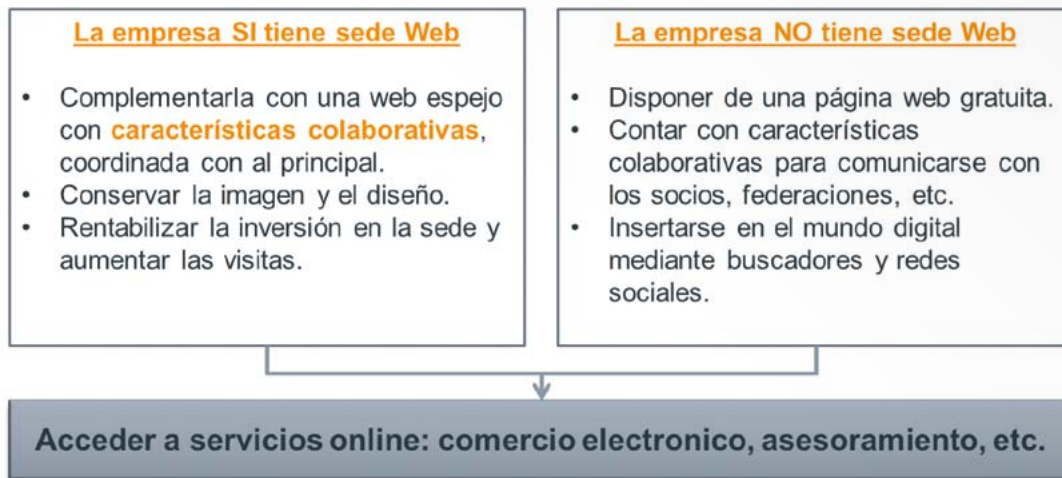 La empresa SI tiene sede Web
• Complementarla con una web espejo
con características colaborativas,
coordinada con al principal.
• Conservar la imagen y el diseño.
• Rentabilizar la inversión en la sede y
aumentar las visitas.
La empresa NO tiene sede Web
• Disponer de una página web gratuita.
• Contar con características
colaborativas para comunicarse con
los socios, federaciones, etc.
• Insertarse en el mundo digital
mediante buscadores y redes
sociales.
Acceder a servicios online: comercio electronico, asesoramiento, etc.